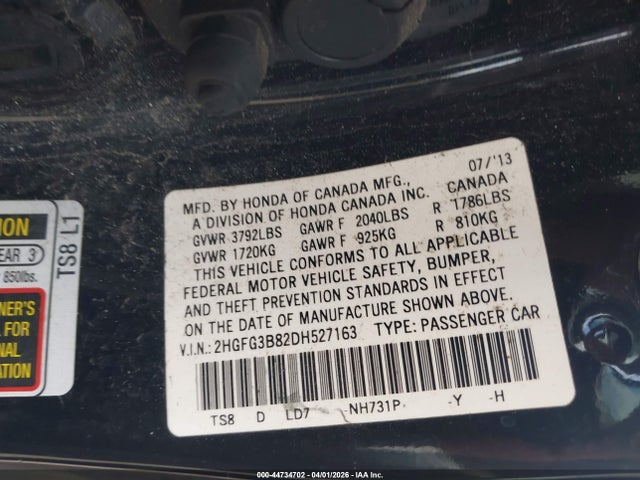 07/'13
MFD. BY HONDA OF CANADA MFG.,
A DIVISION OF HONDA CANADA INC. CANADA
GVWR 3792LBS GAWR F 2040LBS R 1786LBS
GVWR 1720KG GAWR F 925KG R 810KG
THIS VEHICLE CONFORMS TO ALL APPLICABLE
FEDERAL MOTOR VEHICLE SAFETY, BUMPER,
AND THEFT PREVENTION STANDARDS IN EFFECT
ON THE DATE OF MANUFACTURE SHOWN ABOVE.
V.I.N.: 2HGFG3B82DH527163 TYPE: PASSENGER CAR
TS8 D LD7 -NH731P- -Y -H
ION
EAR 3
850lbs.
NER'S
L FOR
NAL
ATION
TS8 L1
000-44734702 - 04/01/2026 - IAA Inc.